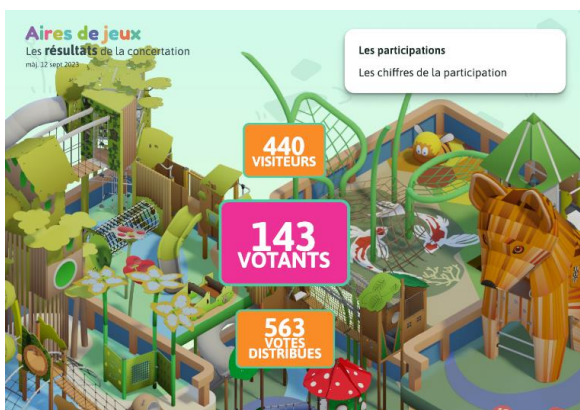 Aires de jeux
Les résultats de la concertation
màj. 12 sept 2023
Les participations
Les chiffres de la participation
440
VISITEURS
143
VOTANTS
563
VOTES
DISTRIBUES